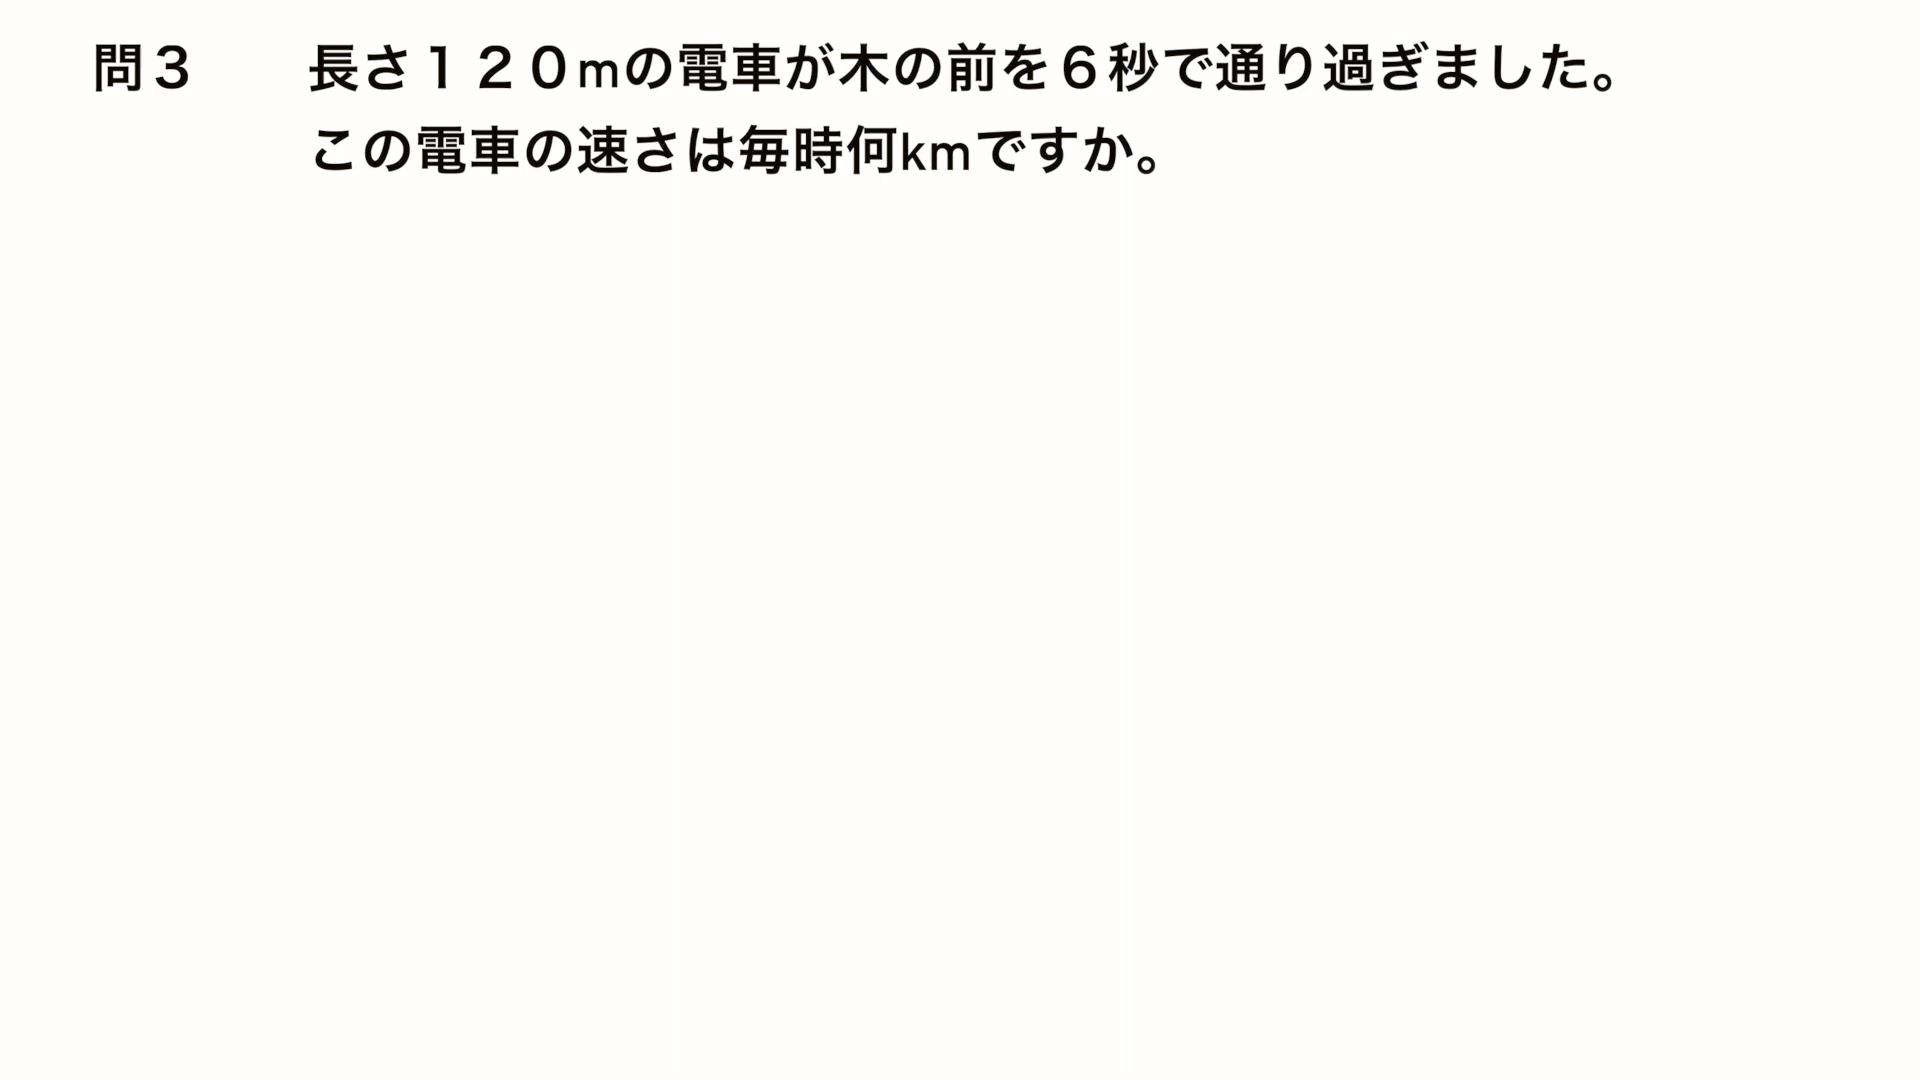 問３　　長さ１２０mの電車が木の前を６秒で通り過ぎました。
この電車の速さは毎時何kmですか。